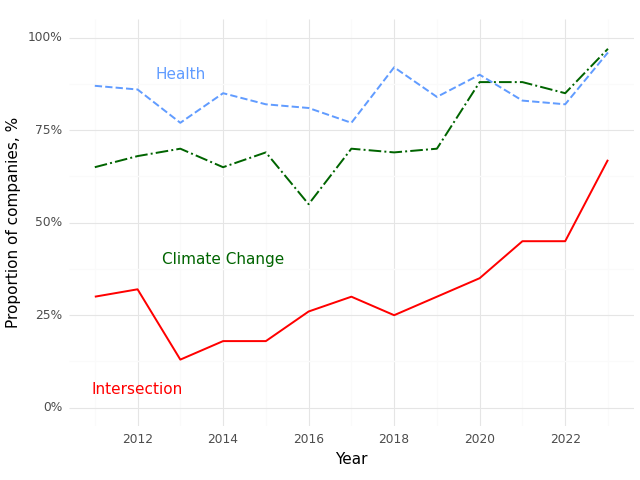 100%
75%
50%
25%
0%
Proportion of companies, %
Health
Climate Change
Intersection
2012 2014 2016 2018 2020 2022
Year